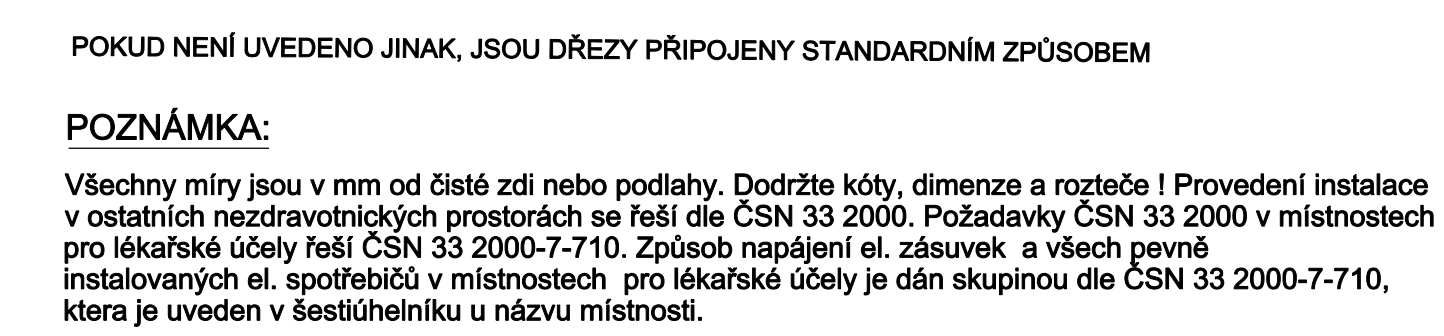 POKUD NENÍ UVEDENO JINAK, JSOU DŘEZY PŘIPOJENY STANDARDNÍM ZPŮSOBEM
POZNÁMKA:
Všechny míry jsou v mm od čisté zdi nebo podlahy. Dodržte kóty, dimenze a rozteče ! Provedení instalace
v ostatních nezdravotnických prostorách se řeší dle ČSN 33 2000. Požadavky ČSN 33 2000 v místnostech
pro lékařské účely řeší ČSN 33 2000-7-710. Způsob napájení el. zásuvek  a všech pevně
instalovaných el. spotřebičů v místnostech  pro lékařské účely je dán skupinou dle ČSN 33 2000-7-710,
ktera je uveden v šestiúhelníku u názvu místnosti.